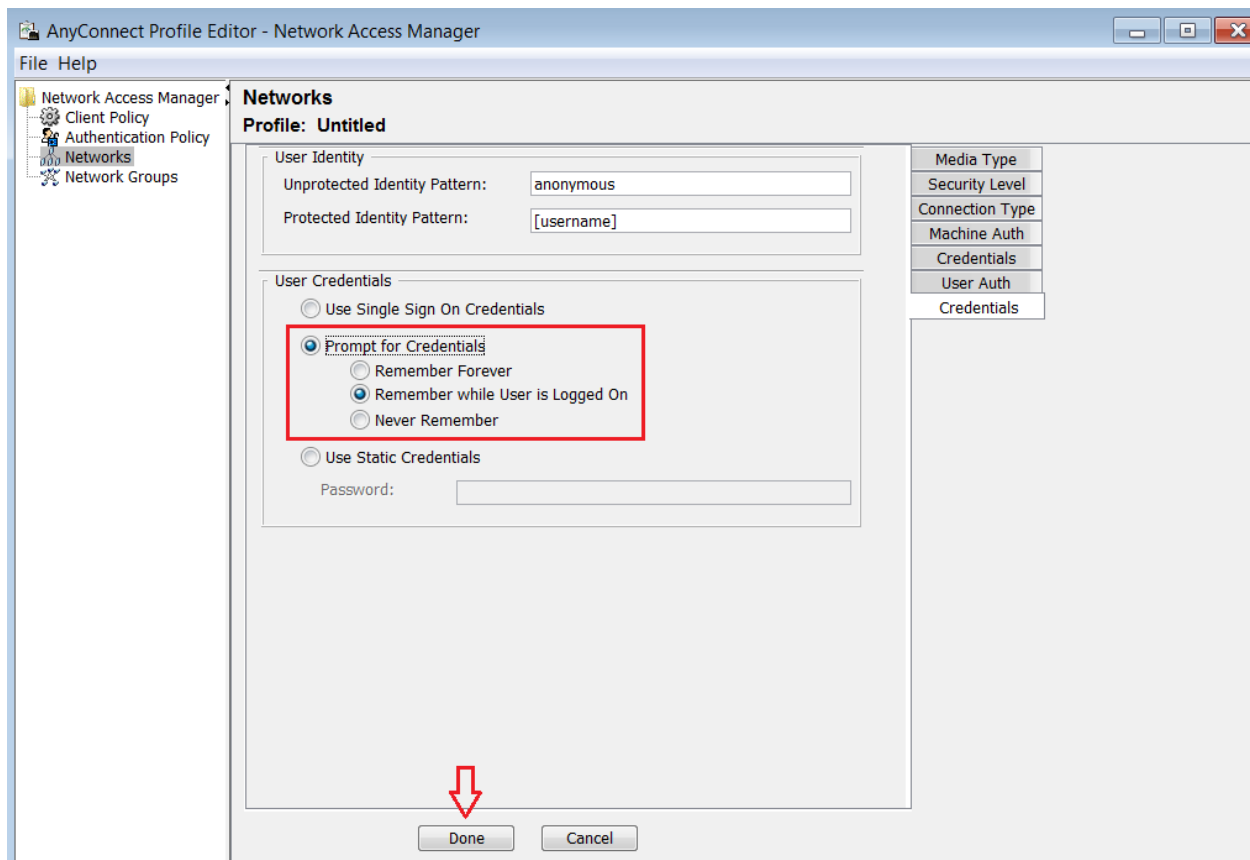 AnyConnect Profile Editor - Network Access Manager
File Help
Network Access Manager
Client Policy
Authentication Policy
Networks
Network Groups
Networks
Profile: Untitled
User Identity
Unprotected Identity Pattern: anonymous
Protected Identity Pattern: [username]
User Credentials
Use Single Sign On Credentials
Prompt for Credentials
Remember Forever
Remember while User is Logged On
Never Remember
Use Static Credentials
Password:
Media Type
Security Level
Connection Type
Machine Auth
Credentials
User Auth
Credentials
Done Cancel